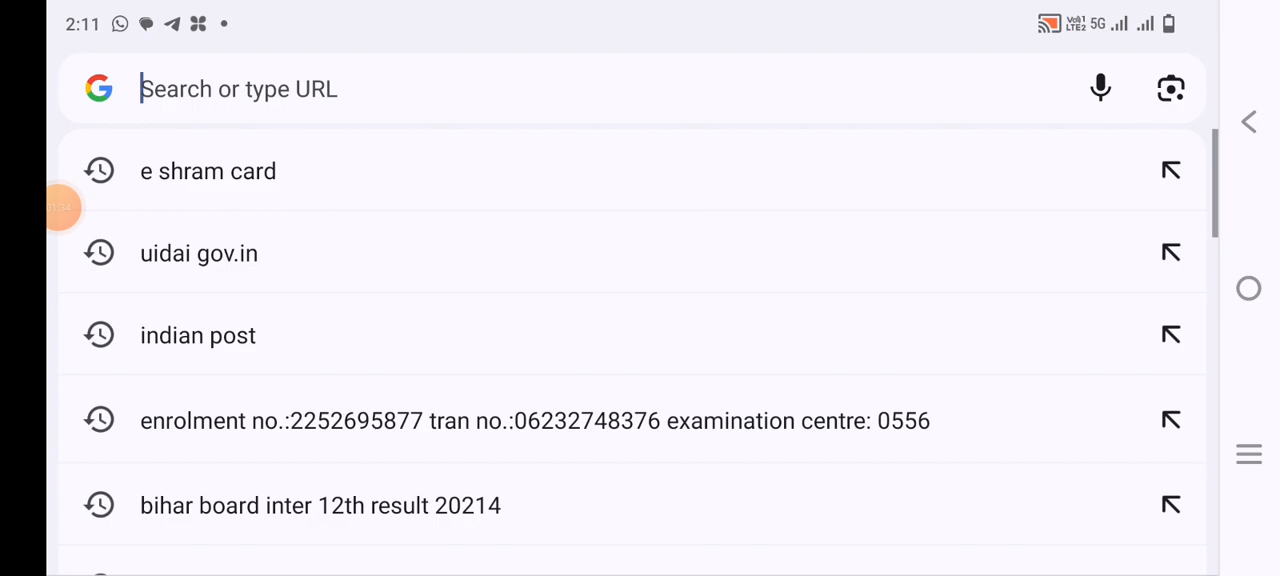 2:11 5G
Search or type URL
e shram card
uidai gov.in
indian post
enrolment no.:2252695877 tran no.:06232748376 examination centre: 0556
bihar board inter 12th result 20214